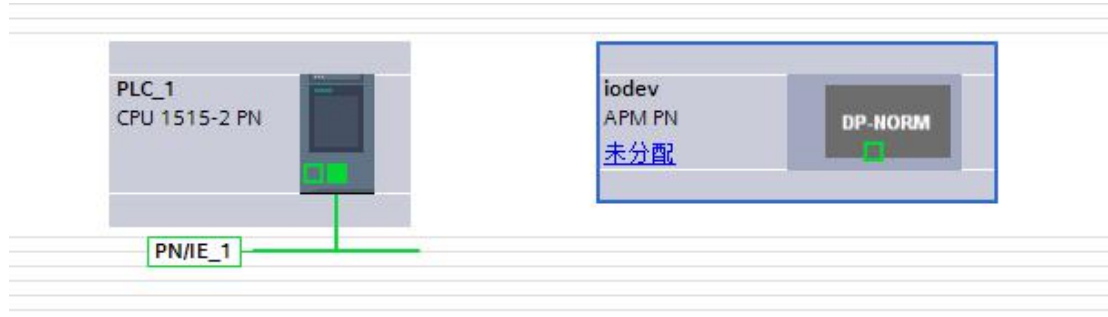 PLC_1
CPU 1515-2 PN
iodev
APM PN
未分配
DP-NORM
PN/IE_1